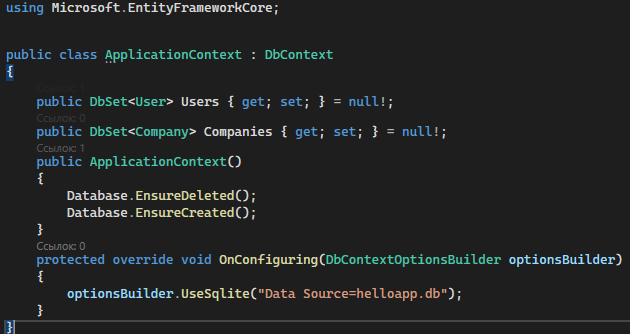 using Microsoft.EntityFrameworkCore;
public class ApplicationContext : DbContext
{
Ссылок: 1
public DbSet<User> Users { get; set; } = null!;
Ссылок: 0
public DbSet<Company> Companies { get; set; } = null!;
Ссылок: 1
public ApplicationContext()
{
Database.EnsureDeleted();
Database.EnsureCreated();
}
Ссылок: 0
protected override void OnConfiguring(DbContextOptionsBuilder optionsBuilder)
{
optionsBuilder.UseSqlite("Data Source=helloapp.db");
}
}